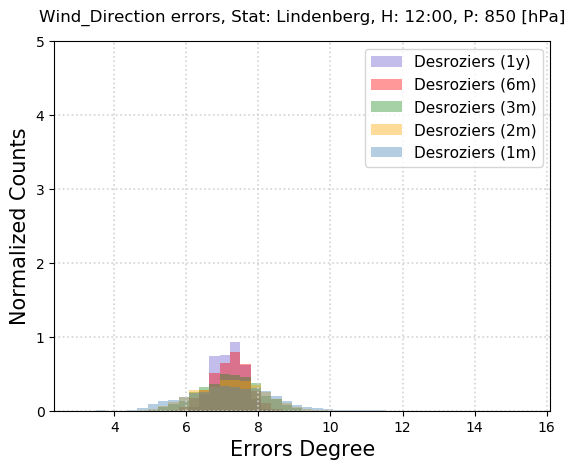 Wind_Direction errors, Stat: Lindenberg, H: 12:00, P: 850 [hPa]
Normalized Counts
5
4
3
2
1
0
Desroziers (1y)
Desroziers (6m)
Desroziers (3m)
Desroziers (2m)
Desroziers (1m)
4 6 8 10 12 14 16
Errors Degree